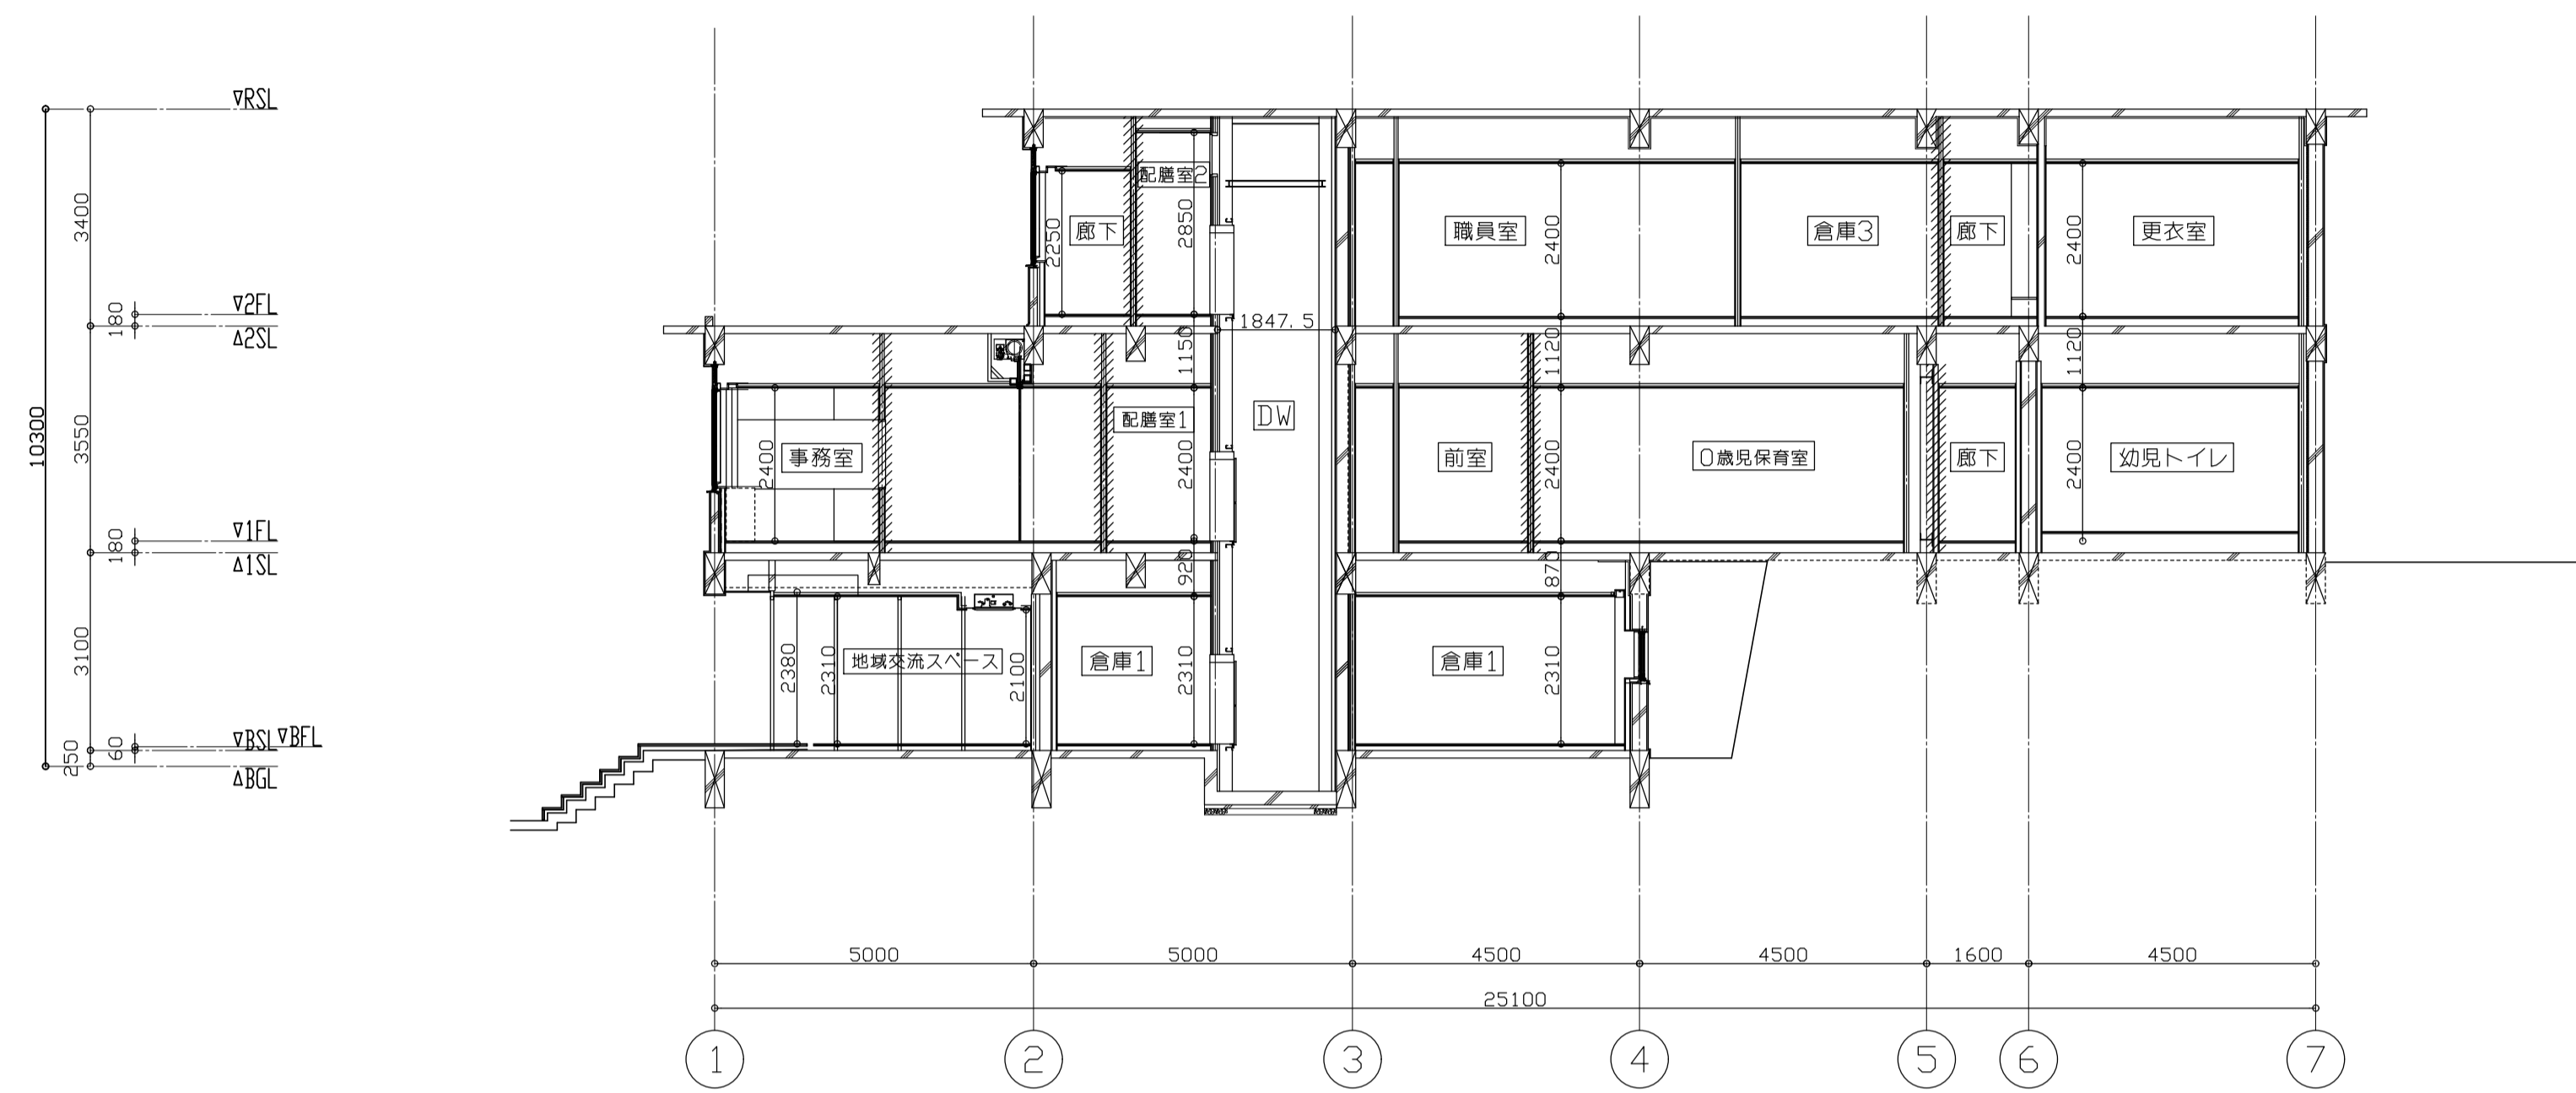 ▽RSL
3400
▽2FL
180
△2SL
10300
3550
▽1FL
180
△1SL
3100
▽BSL ▽BFL
250
60
△BGL
配膳室2
2250
廊下
2850
職員室
2400
倉庫3
廊下
2400
更衣室
1847.5
1150
1120
1120
2400
事務室
配膳室1
2400
DW
前室
2400
0歳児保育室
廊下
2400
幼児トイレ
920
870
2380
2310
地域交流スペース
2100
倉庫1
2310
倉庫1
2310
5000
5000
4500
4500
1600
4500
25100
1
2
3
4
5
6
7